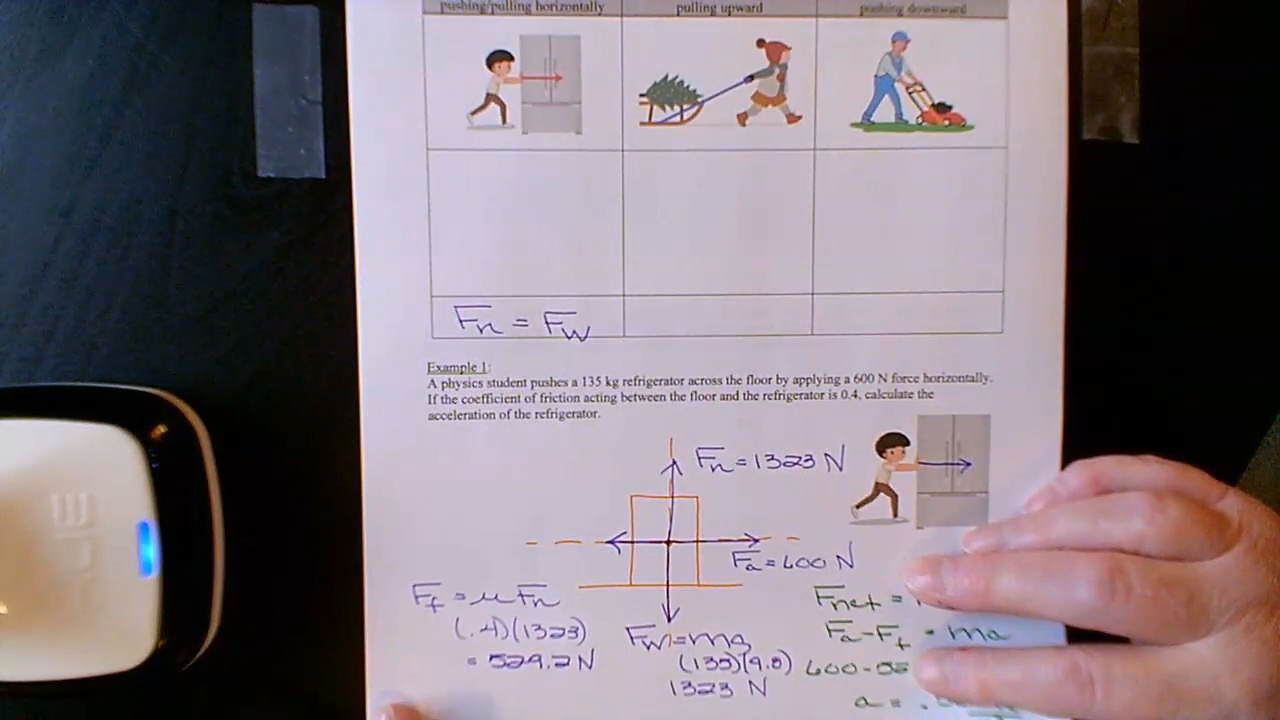 pushing/pulling horizontally pulling upward pushing downward
Fn = Fw
Example 1:
A physics student pushes a 135 kg refrigerator across the floor by applying a 600 N force horizontally.
If the coefficient of friction acting between the floor and the refrigerator is 0.4, calculate the
acceleration of the refrigerator.
Fn = 1323 N
Fa = 600 N
Ff = μFn
(.4)(1323)
= 529.2 N
Fw = mg
(135)(9.8)
1323 N
Fnet =
Fa - Ff = ma
600 - 52
a = .